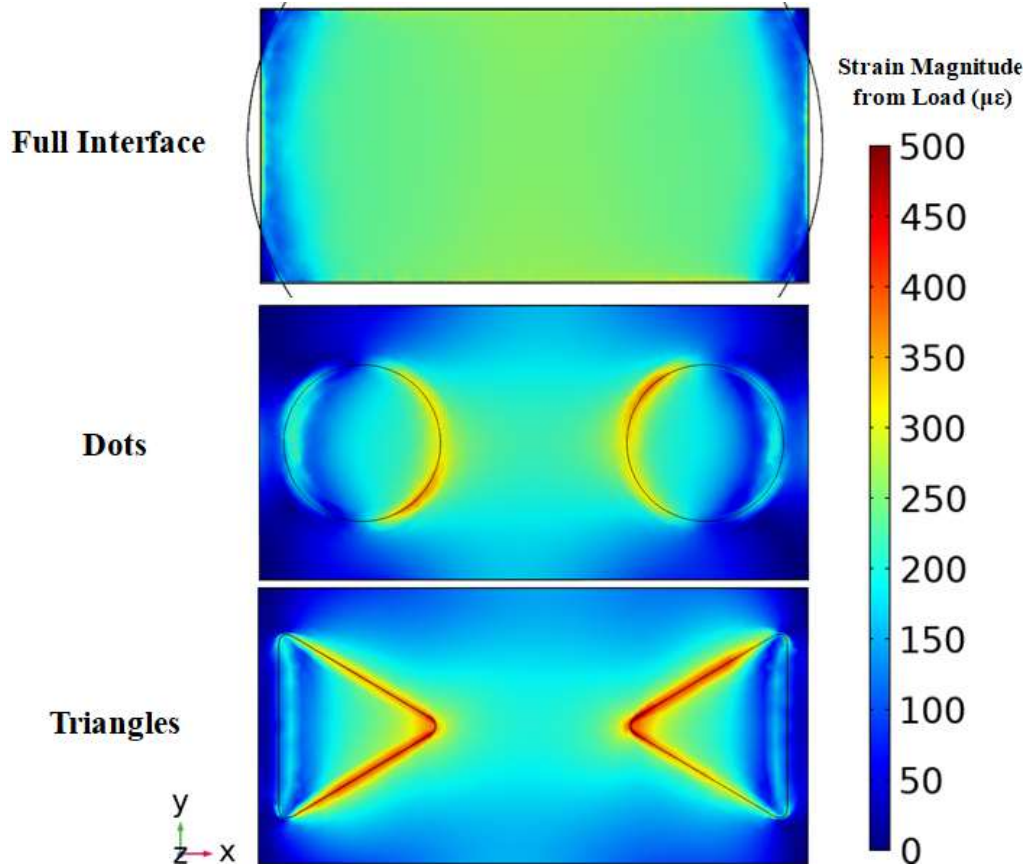 Strain Magnitude
from Load (με)
Full Interface
Dots
Triangles
500
450
400
350
300
250
200
150
100
50
0
y
z
x